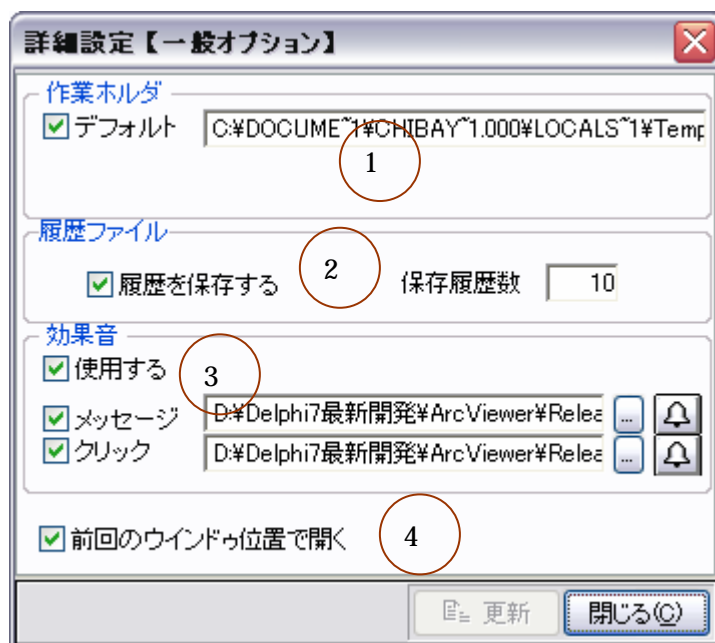 詳細設定【一般オプション】
作業ホルダ
デフォルト C:¥DOCUME~1¥CHIBAY~1.000¥LOCALS~1¥Temp
1
履歴ファイル
履歴を保存する 2 保存履歴数 10
効果音
使用する 3
メッセージ D:¥Delphi7最新開発¥ArcViewer¥Relea ...
クリック D:¥Delphi7最新開発¥ArcViewer¥Relea ...
前回のウインドゥ位置で開く 4
更新 閉じる(C)